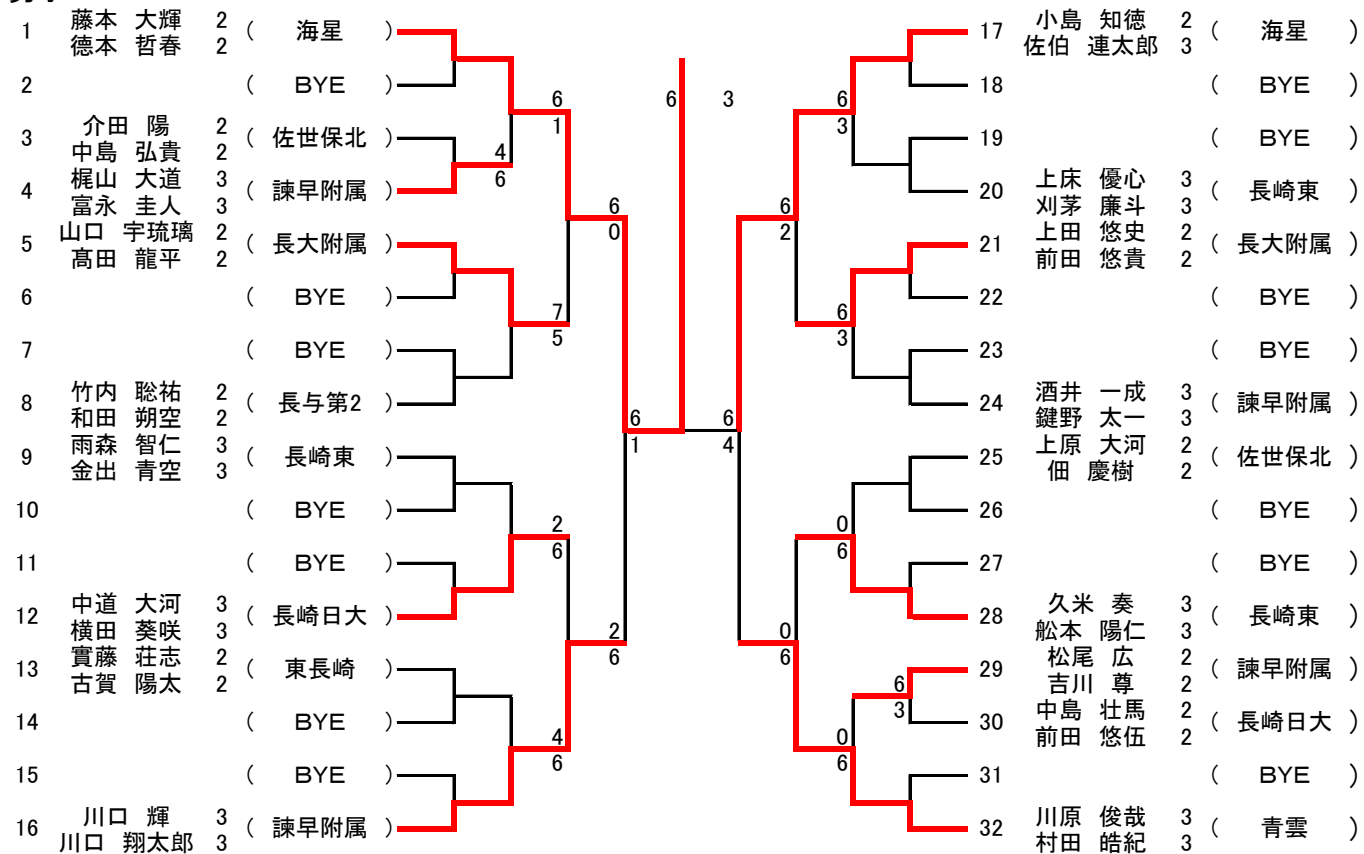 1 藤本 大輝 2 ( 海星 )
徳本 哲春 2
2 ( BYE )
3 介田 陽 2 ( 佐世保北 )
中島 弘貴 2
4 梶山 大道 3 ( 諫早附属 )
富永 圭人 3
5 山口 宇琉璃 2 ( 長大附属 )
髙田 龍平 2
6 ( BYE )
7 ( BYE )
8 竹内 聡祐 2 ( 長与第2 )
和田 朔空 2
9 雨森 智仁 3 ( 長崎東 )
金出 青空 3
10 ( BYE )
11 ( BYE )
12 中道 大河 3 ( 長崎日大 )
横田 葵咲 3
13 實藤 荘志 2 ( 東長崎 )
古賀 陽太 2
14 ( BYE )
15 ( BYE )
16 川口 輝 3 ( 諫早附属 )
川口 翔太郎 3
4
6
6
1
7
5
2
6
4
6
6
0
2
6
6
1
6 3
6
4
6
2
0
6
6
3
6
3
0
6
0
6
6
3
17 小島 知徳 2 ( 海星 )
佐伯 連太郎 3
18 ( BYE )
19 ( BYE )
20 上床 優心 3 ( 長崎東 )
刈茅 廉斗 3
21 上田 悠史 2 ( 長大附属 )
前田 悠貴 2
22 ( BYE )
23 ( BYE )
24 酒井 一成 3 ( 諫早附属 )
鍵野 太一 3
25 上原 大河 2 ( 佐世保北 )
佃 慶樹 2
26 ( BYE )
27 ( BYE )
28 久米 奏 3 ( 長崎東 )
舩本 陽仁 3
29 松尾 広 2 ( 諫早附属 )
吉川 尊 2
30 中島 壮馬 2 ( 長崎日大 )
前田 悠伍 2
31 ( BYE )
32 川原 俊哉 3 ( 青雲 )
村田 皓紀 3